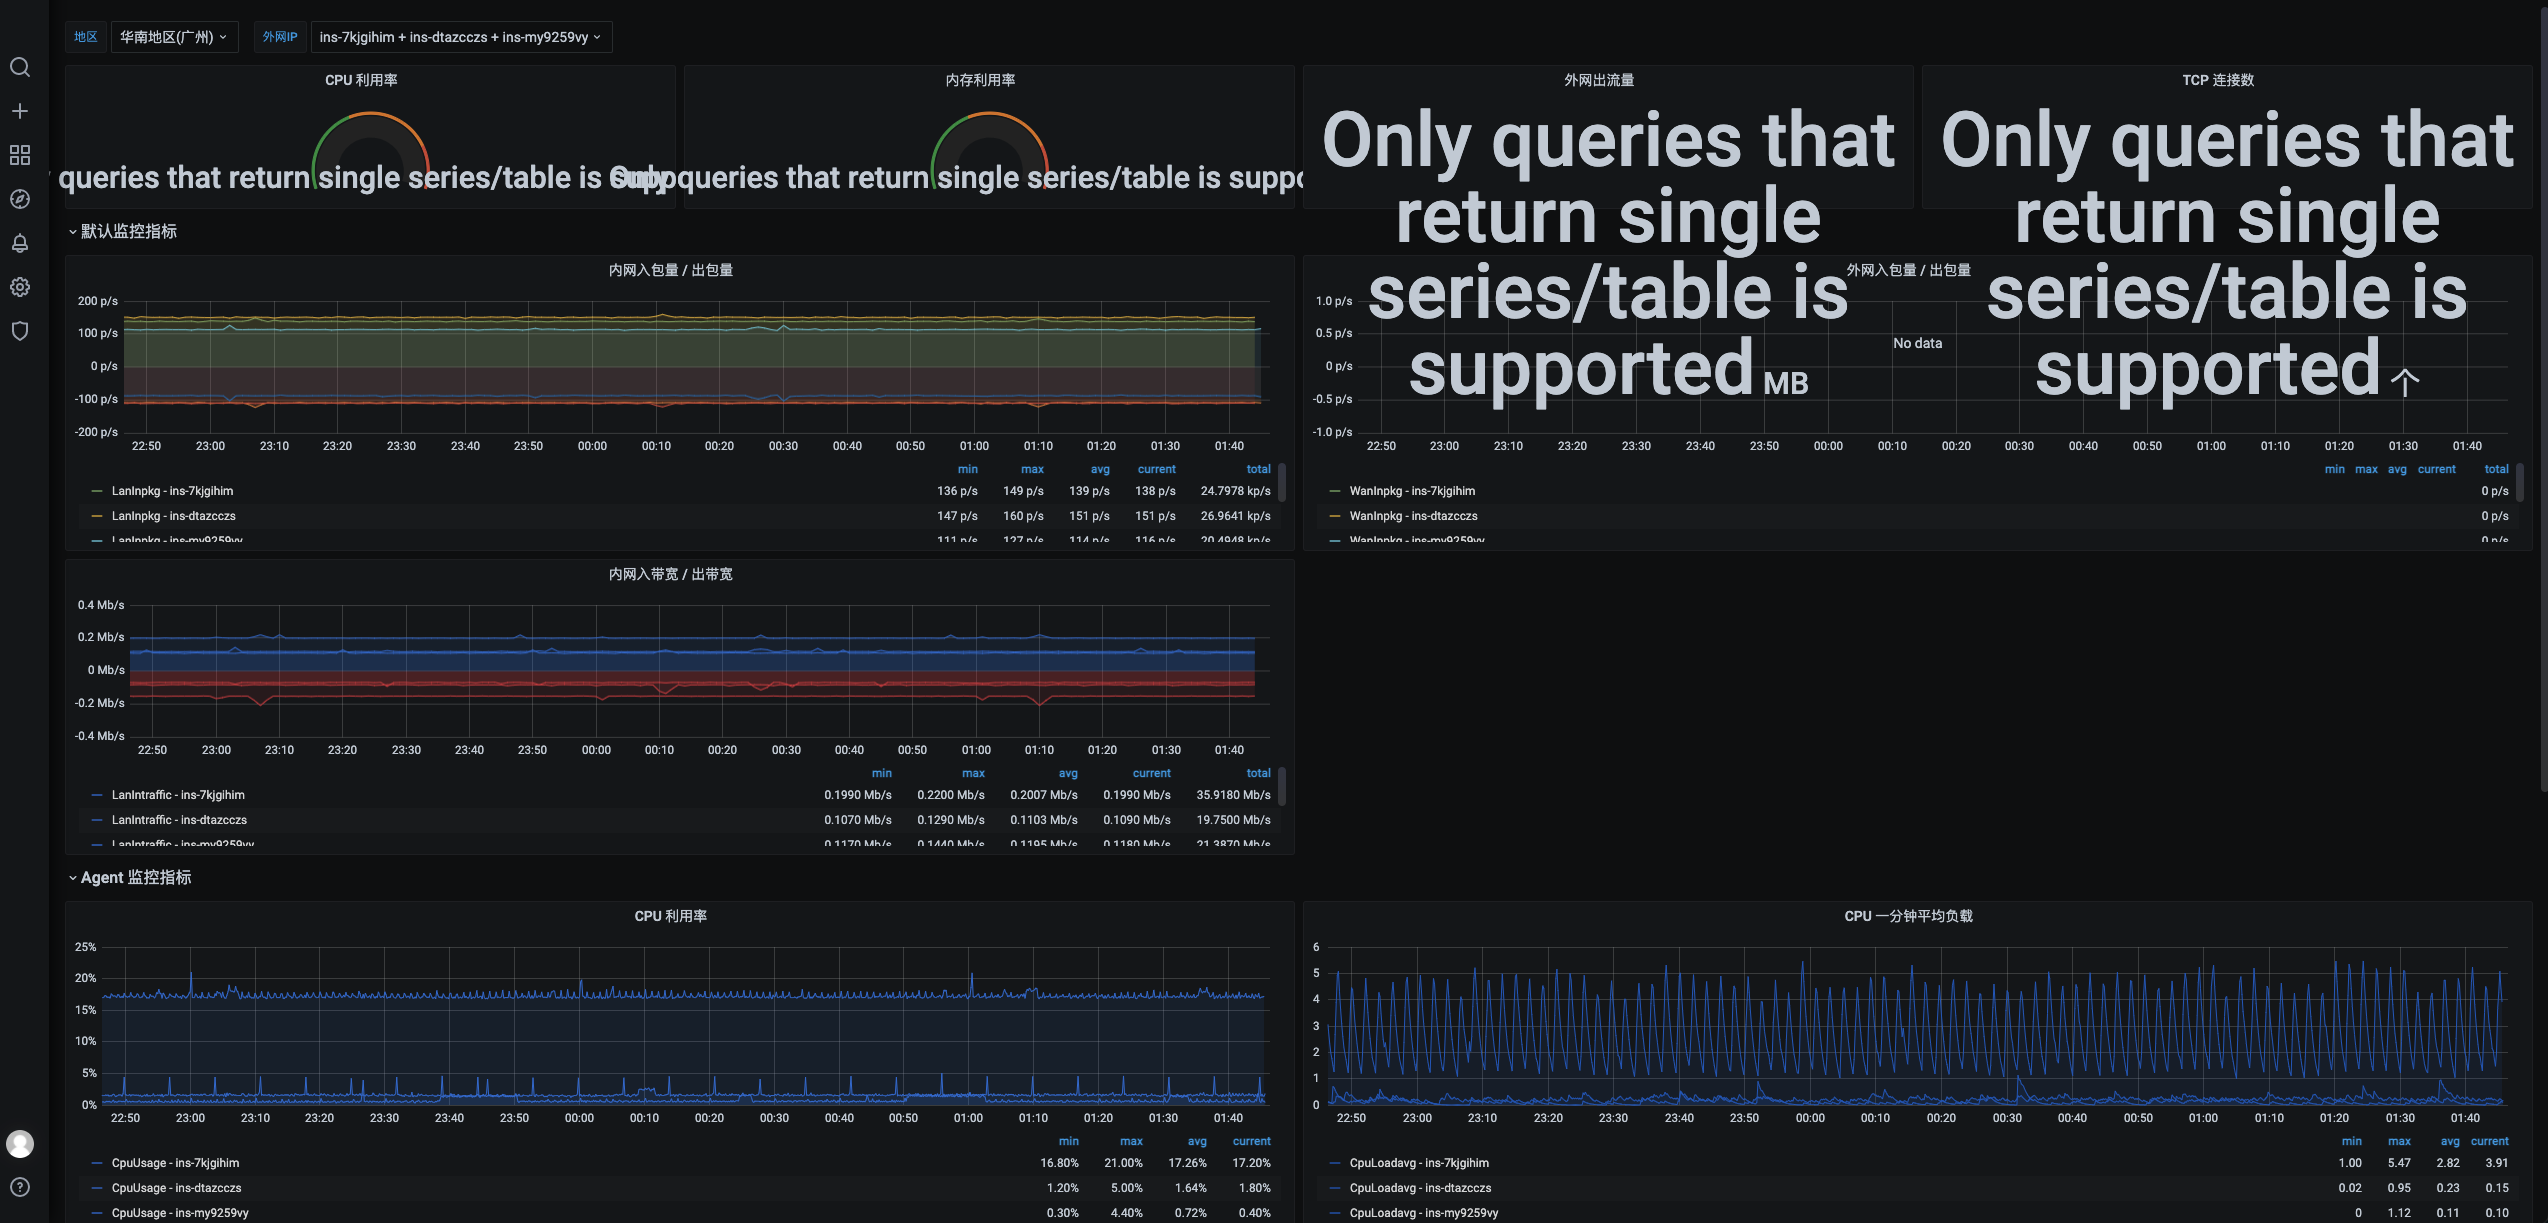 地区 华南地区(广州) 外网IP ins-7kjgihim + ins-dtazcczs + ins-my9259vy
CPU 利用率
queries that return single series/table is
内存利用率
queries that return single series/table is
外网出流量
Only queries that
return single
series/table is
supported MB
TCP 连接数
Only queries that
return single
series/table is
supported 个
默认监控指标
内网入包量 / 出包量
200 p/s
100 p/s
0 p/s
-100 p/s
-200 p/s
22:50 23:00 23:10 23:20 23:30 23:40 23:50 00:00 00:10 00:20 00:30 00:40 00:50 01:00 01:10 01:20 01:30 01:40
min max avg current total
LanInpkg - ins-7kjgihim 136 p/s 149 p/s 139 p/s 138 p/s 24.7978 kp/s
LanInpkg - ins-dtazcczs 147 p/s 160 p/s 151 p/s 151 p/s 26.9641 kp/s
LanInpkg - ins-my9259vy 111 p/s 127 p/s 114 p/s 116 p/s 20.4948 kp/s
外网入包量 / 出包量
1.0 p/s
0.5 p/s
0 p/s
-0.5 p/s
-1.0 p/s
No data
22:50 23:00 23:10 23:20 23:30 23:40 23:50 00:00 00:10 00:20 00:30 00:40 00:50 01:00 01:10 01:20 01:30 01:40
min max avg current total
WanInpkg - ins-7kjgihim 0 p/s
WanInpkg - ins-dtazcczs 0 p/s
WanInpkg - ins-my9259vy 0 p/s
内网入带宽 / 出带宽
0.4 Mb/s
0.2 Mb/s
0 Mb/s
-0.2 Mb/s
-0.4 Mb/s
22:50 23:00 23:10 23:20 23:30 23:40 23:50 00:00 00:10 00:20 00:30 00:40 00:50 01:00 01:10 01:20 01:30 01:40
min max avg current total
LanIntraffic - ins-7kjgihim 0.1990 Mb/s 0.2200 Mb/s 0.2007 Mb/s 0.1990 Mb/s 35.9180 Mb/s
LanIntraffic - ins-dtazcczs 0.1070 Mb/s 0.1290 Mb/s 0.1103 Mb/s 0.1090 Mb/s 19.7500 Mb/s
LanIntraffic - ins-my9259vy 0.1170 Mb/s 0.1440 Mb/s 0.1195 Mb/s 0.1180 Mb/s 21.3870 Mb/s
Agent 监控指标
CPU 利用率
25%
20%
15%
10%
5%
0%
22:50 23:00 23:10 23:20 23:30 23:40 23:50 00:00 00:10 00:20 00:30 00:40 00:50 01:00 01:10 01:20 01:30 01:40
min max avg current
CpuUsage - ins-7kjgihim 16.80% 21.00% 17.26% 17.20%
CpuUsage - ins-dtazcczs 1.20% 5.00% 1.64% 1.80%
CpuUsage - ins-my9259vy 0.30% 4.40% 0.72% 0.40%
CPU 一分钟平均负载
6
5
4
3
2
1
0
22:50 23:00 23:10 23:20 23:30 23:40 23:50 00:00 00:10 00:20 00:30 00:40 00:50 01:00 01:10 01:20 01:30 01:40
min max avg current
CpuLoadavg - ins-7kjgihim 1.00 5.47 2.82 3.91
CpuLoadavg - ins-dtazcczs 0.02 0.95 0.23 0.15
CpuLoadavg - ins-my9259vy 0 1.12 0.11 0.10